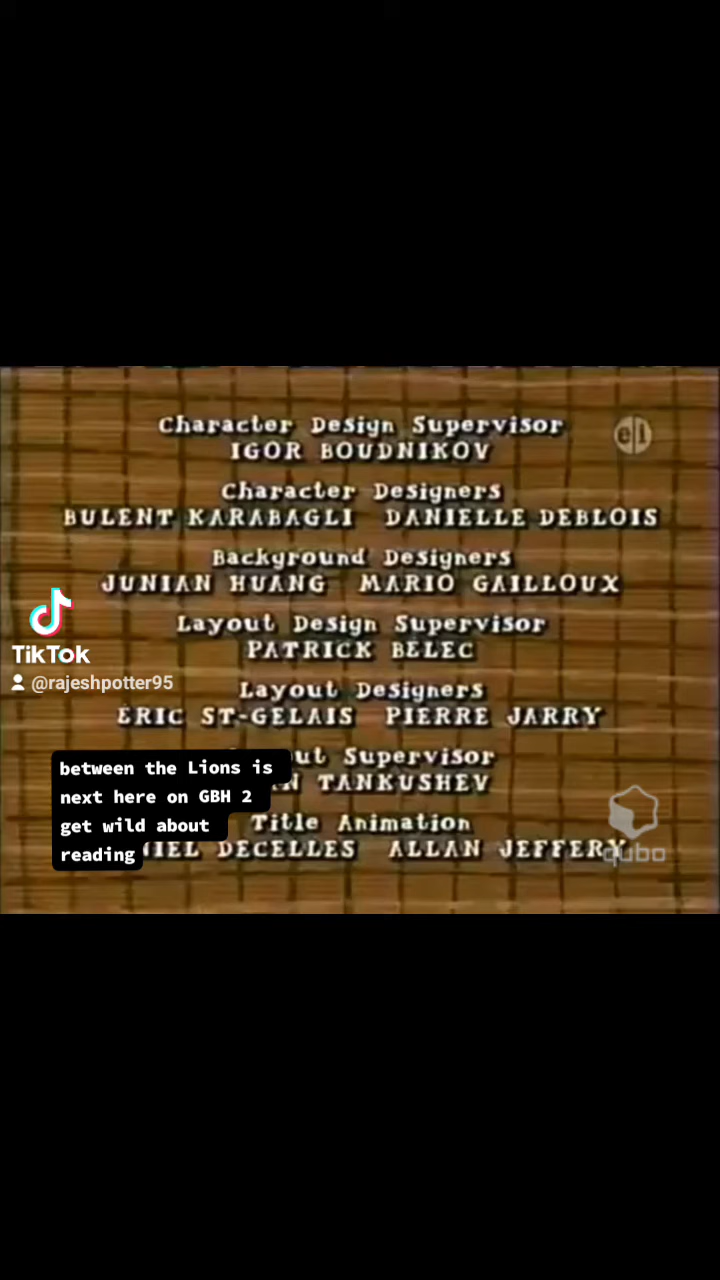 Character Design Supervisor
IGOR BOUDNIKOV
e|i
Character Designers
BULENT KARABAGLI DANIELLE DEBLOIS
Background Designers
JUNIAN HUANG MARIO GAILLOUX
Layout Design Supervisor
PATRICK BELEC
TikTok
@rajeshpotter95
Layout Designers
ERIC ST-GELAIS PIERRE JARRY
Supervisor
TANKUSHEV
between the Lions is
next here on GBH 2
get wild about
reading
Title Animation
DECELLES ALLAN JEFFERY
qubo